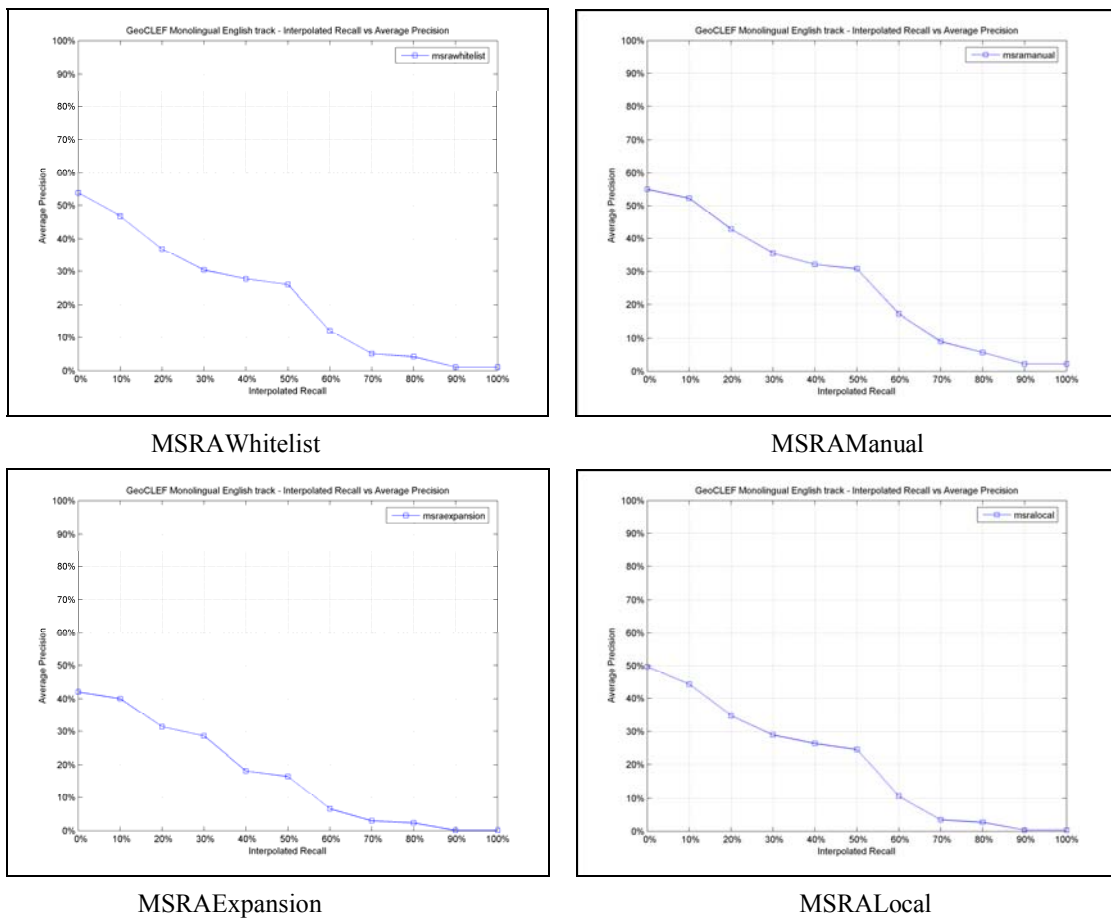 GeoCLEF Monolingual English track - Interpolated Recall vs Average Precision
msrawhitelist
100%
90%
80%
70%
60%
50%
40%
30%
20%
10%
0%
Average Precision
0% 10% 20% 30% 40% 50% 60% 70% 80% 90% 100%
Interpolated Recall
MSRAWhitelist
GeoCLEF Monolingual English track - Interpolated Recall vs Average Precision
msramanual
100%
90%
80%
70%
60%
50%
40%
30%
20%
10%
0%
Average Precision
0% 10% 20% 30% 40% 50% 60% 70% 80% 90% 100%
Interpolated Recall
MSRAManual
GeoCLEF Monolingual English track - Interpolated Recall vs Average Precision
msraexpansion
100%
90%
80%
70%
60%
50%
40%
30%
20%
10%
0%
Average Precision
0% 10% 20% 30% 40% 50% 60% 70% 80% 90% 100%
Interpolated Recall
MSRAExpansion
GeoCLEF Monolingual English track - Interpolated Recall vs Average Precision
msralocal
100%
90%
80%
70%
60%
50%
40%
30%
20%
10%
0%
Average Precision
0% 10% 20% 30% 40% 50% 60% 70% 80% 90% 100%
Interpolated Recall
MSRALocal